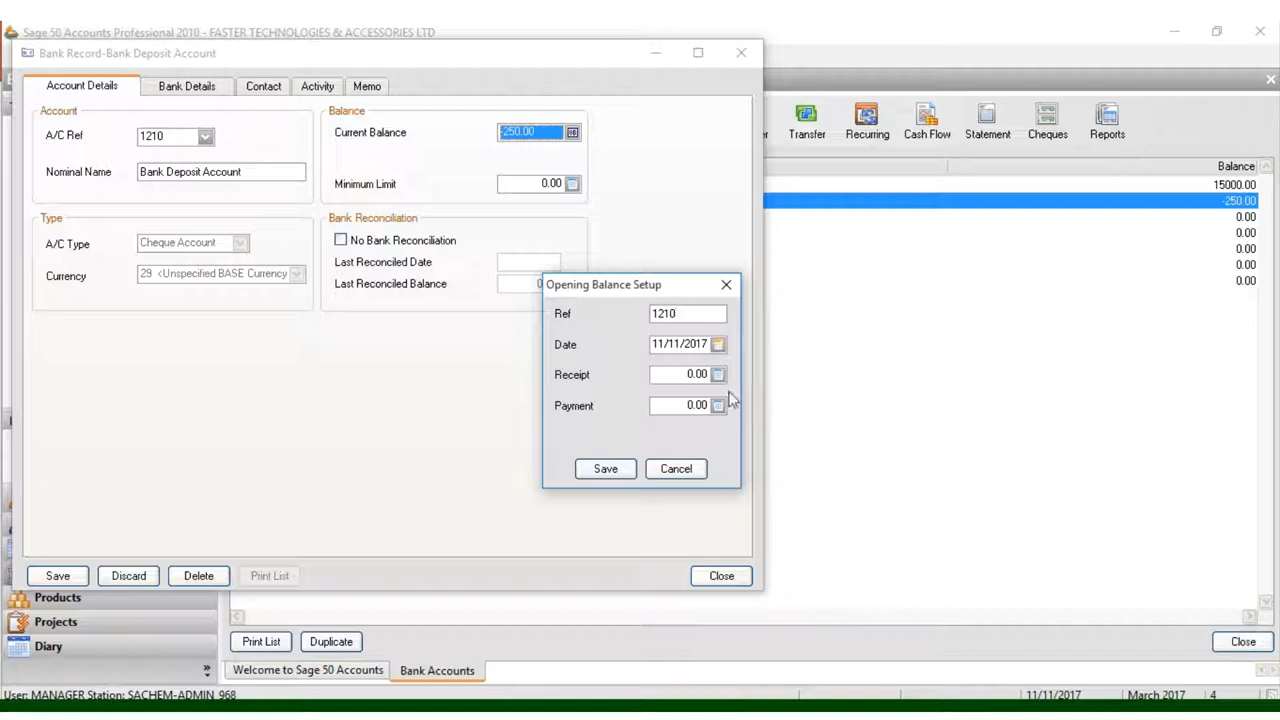 Sage 50 Accounts Professional 2010 - FASTER TECHNOLOGIES & ACCESSORIES LTD
Bank Record-Bank Deposit Account
Account Details
Bank Details
Contact
Activity
Memo
Account
A/C Ref
1210
Nominal Name
Bank Deposit Account
Balance
Current Balance
-250.00
Minimum Limit
0.00
Type
A/C Type
Cheque Account
Currency
29 <Unspecified BASE Currency
Bank Reconciliation
No Bank Reconciliation
Last Reconciled Date
Last Reconciled Balance
Transfer
Recurring
Cash Flow
Statement
Cheques
Reports
Balance
15000.00
-250.00
0.00
0.00
0.00
0.00
0.00
Opening Balance Setup
Ref
1210
Date
11/11/2017
Receipt
0.00
Payment
0.00
Save
Cancel
Save
Discard
Delete
Print List
Close
Products
Projects
Diary
Print List
Duplicate
Close
Welcome to Sage 50 Accounts
Bank Accounts
User: MANAGER Station: SACHEM-ADMIN_968
11/11/2017
March 2017
4